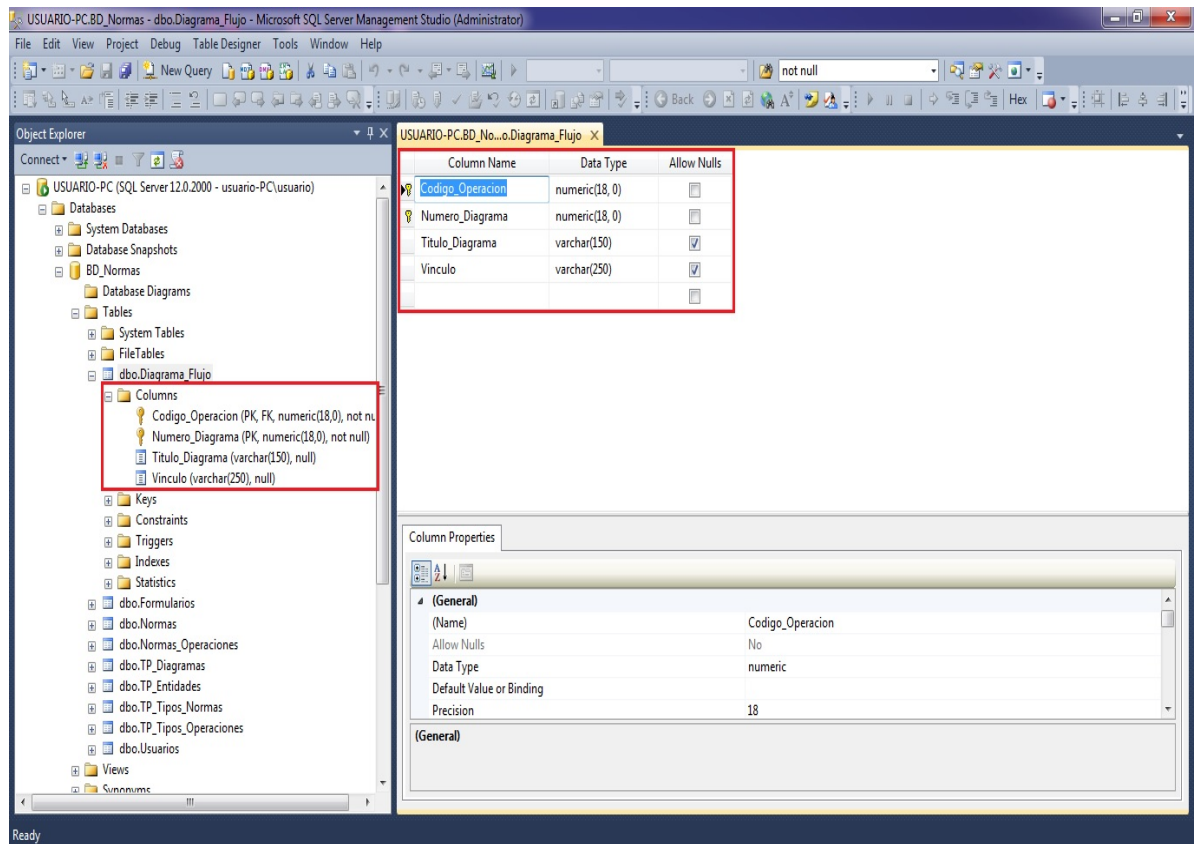 USUARIO-PC.BD_Normas - dbo.Diagrama_Flujo - Microsoft SQL Server Management Studio (Administrator)
File Edit View Project Debug Table Designer Tools Window Help
New Query not null
Back Hex
Object Explorer
Connect
USUARIO-PC (SQL Server 12.0.2000 - usuario-PC\usuario)
Databases
System Databases
Database Snapshots
BD_Normas
Database Diagrams
Tables
System Tables
FileTables
dbo.Diagrama_Flujo
Columns
Codigo_Operacion (PK, FK, numeric(18,0), not nu
Numero_Diagrama (PK, numeric(18,0), not null)
Titulo_Diagrama (varchar(150), null)
Vinculo (varchar(250), null)
Keys
Constraints
Triggers
Indexes
Statistics
dbo.Formularios
dbo.Normas
dbo.Normas_Operaciones
dbo.TP_Diagramas
dbo.TP_Entidades
dbo.TP_Tipos_Normas
dbo.TP_Tipos_Operaciones
dbo.Usuarios
Views
Synonyms
USUARIO-PC.BD_No...o.Diagrama_Flujo
Column Name Data Type Allow Nulls
Codigo_Operacion numeric(18, 0)
Numero_Diagrama numeric(18, 0)
Titulo_Diagrama varchar(150)
Vinculo varchar(250)
Column Properties
(General)
(Name) Codigo_Operacion
Allow Nulls No
Data Type numeric
Default Value or Binding
Precision 18
(General)
Ready